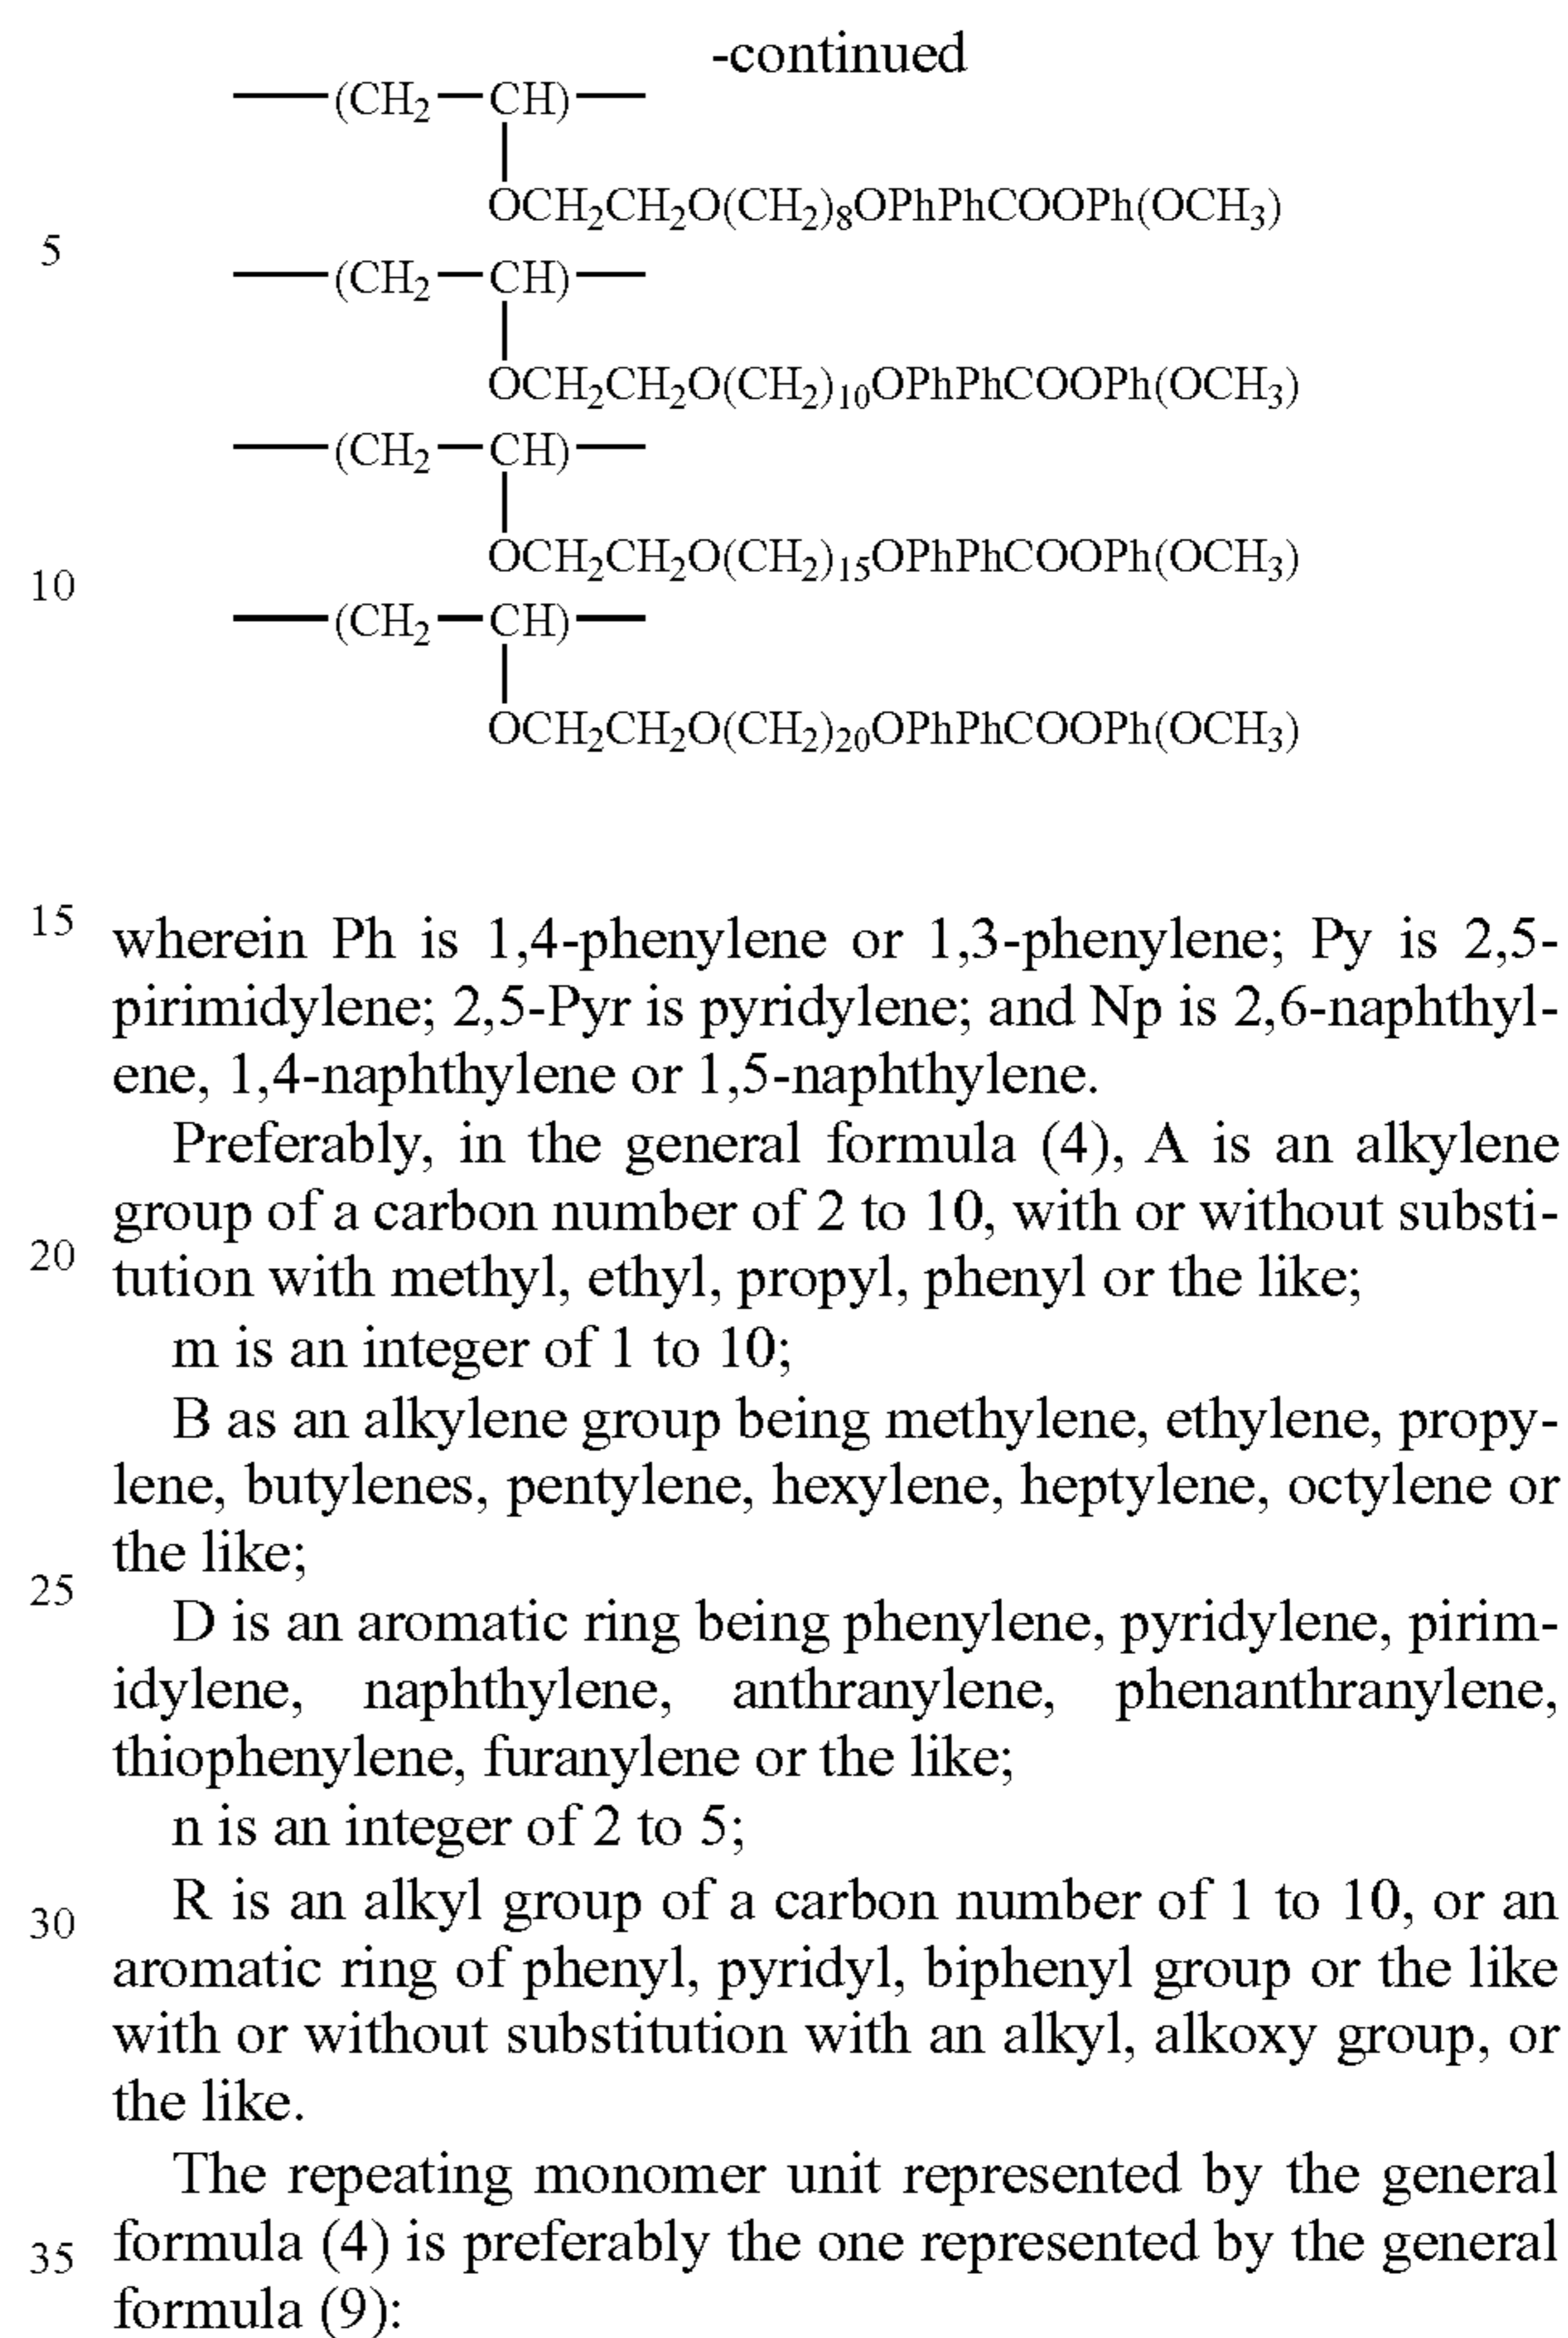 -continued
—(CH₂—CH)—
OCH₂CH₂O(CH₂)₈OPhPhCOOPh(OCH₃)
5
—(CH₂—CH)—
OCH₂CH₂O(CH₂)₁₀OPhPhCOOPh(OCH₃)
—(CH₂—CH)—
OCH₂CH₂O(CH₂)₁₅OPhPhCOOPh(OCH₃)
10
—(CH₂—CH)—
OCH₂CH₂O(CH₂)₂₀OPhPhCOOPh(OCH₃)
15 wherein Ph is 1,4-phenylene or 1,3-phenylene; Py is 2,5-
pirimidylene; 2,5-Pyr is pyridylene; and Np is 2,6-naphthyl-
ene, 1,4-naphthylene or 1,5-naphthylene.
Preferably, in the general formula (4), A is an alkylene
group of a carbon number of 2 to 10, with or without substi-
20 tution with methyl, ethyl, propyl, phenyl or the like;
m is an integer of 1 to 10;
B as an alkylene group being methylene, ethylene, propy-
lene, butylenes, pentylene, hexylene, heptylene, octylene or
the like;
25
D is an aromatic ring being phenylene, pyridylene, pirim-
idylene, naphthylene, anthranylene, phenanthranylene,
thiophenylene, furanylene or the like;
n is an integer of 2 to 5;
30 R is an alkyl group of a carbon number of 1 to 10, or an
aromatic ring of phenyl, pyridyl, biphenyl group or the like
with or without substitution with an alkyl, alkoxy group, or
the like.
The repeating monomer unit represented by the general
35 formula (4) is preferably the one represented by the general
formula (9):